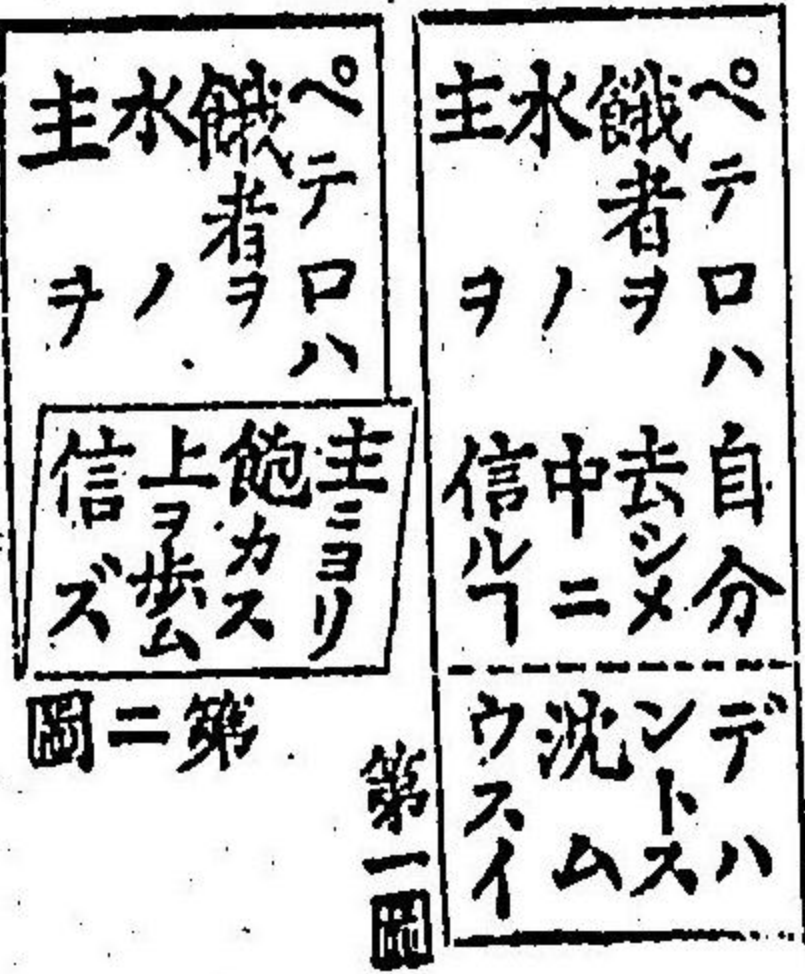 ペテロハ自分デハ
餓者ヲ去シメントス
水ノ中ニ沈ム
主ヲ信ルヿウスイ
第一圖
ペテロハ主ニヨリ
餓者ヲ飽カス
水ノ上ヲ歩ム
主ヲ信ズ
第二圖